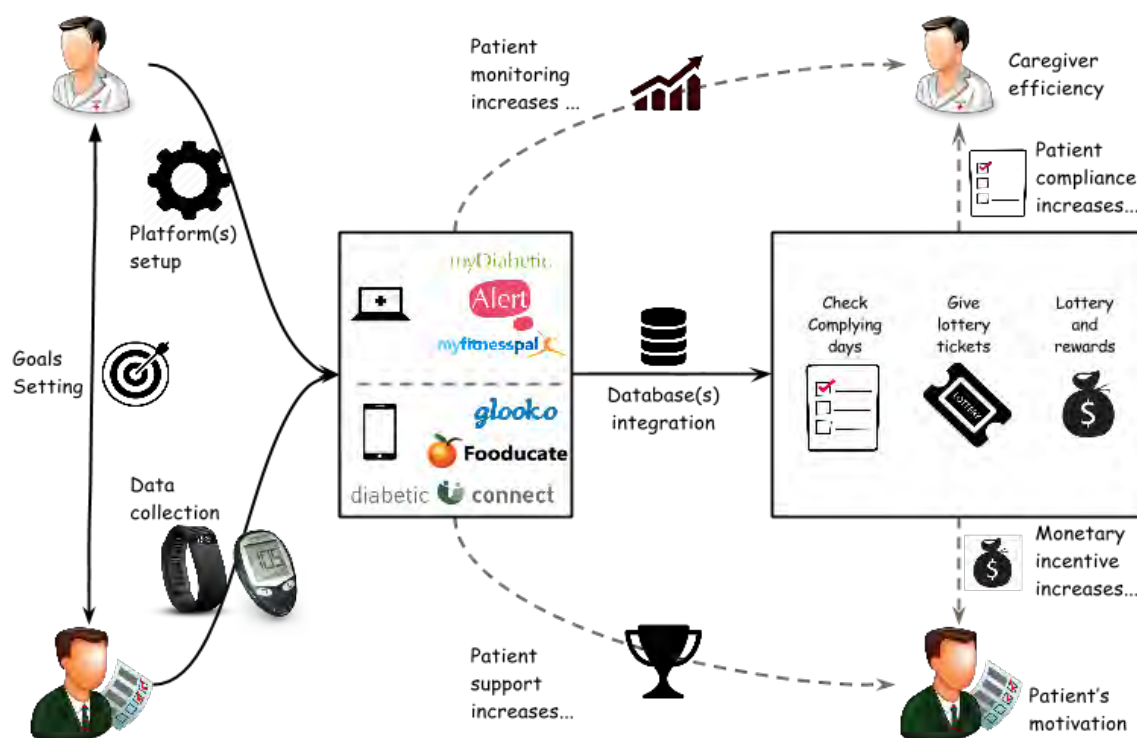 Patient
monitoring
increases ...
Caregiver
efficiency
Patient
compliance
increases...
Platform(s)
setup
myDiabetic
Alert
myfitnesspal
Check
Complying
days
Give
lottery
tickets
Lottery
and
rewards
LOTTERY
$
Goals
Setting
Database(s)
integration
glooko
Fooducate
diabetic connect
Data
collection
105
Monetary
incentive
increases...
$
Patient
support
increases...
Patient's
motivation